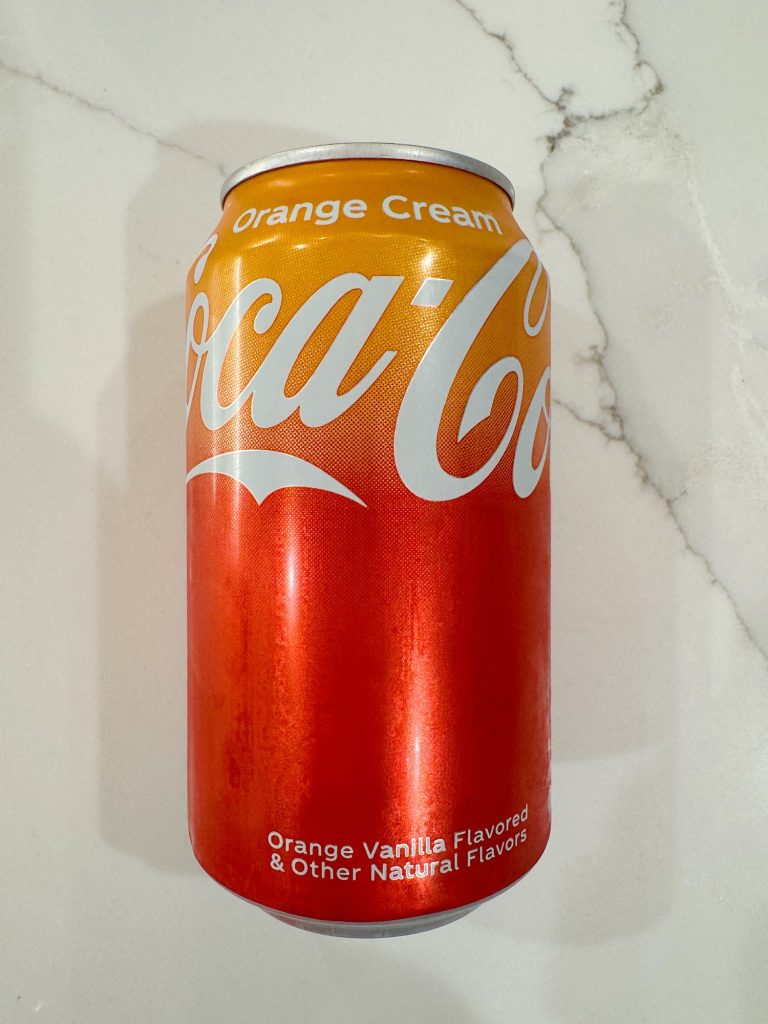 Orange Cream
oca-Co
Orange Vanilla Flavored
& Other Natural Flavors